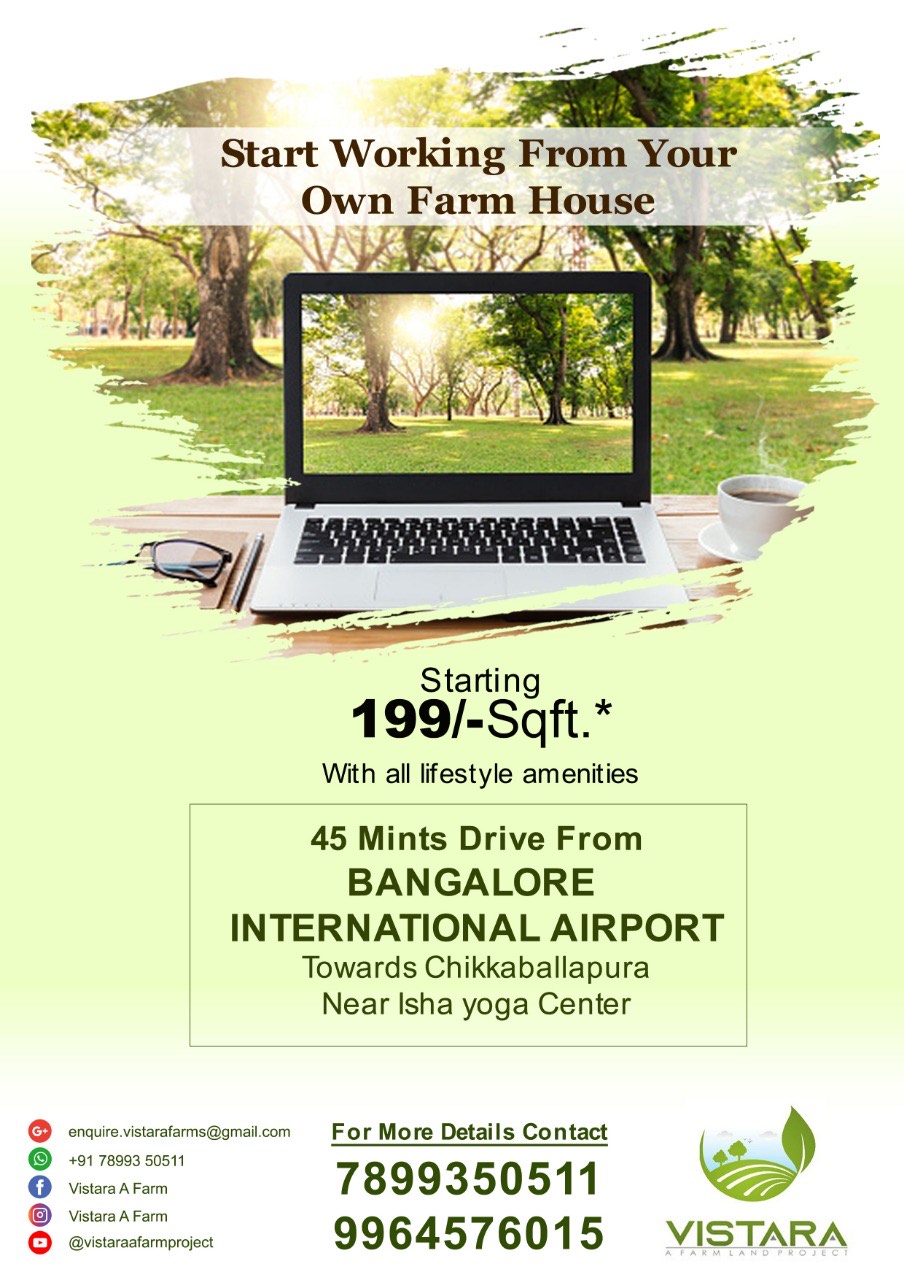 Start Working From Your
Own Farm House
Starting
199/-Sqft.*
With all lifestyle amenities
45 Mints Drive From
BANGALORE
INTERNATIONAL AIRPORT
Towards Chikkaballapura
Near Isha yoga Center
G+ enquire.vistarafarms@gmail.com
+91 78993 50511
f Vistara A Farm
Vistara A Farm
@vistaraafarmproject
For More Details Contact
7899350511
9964576015
VISTARA
A FARM LAND PROJECT